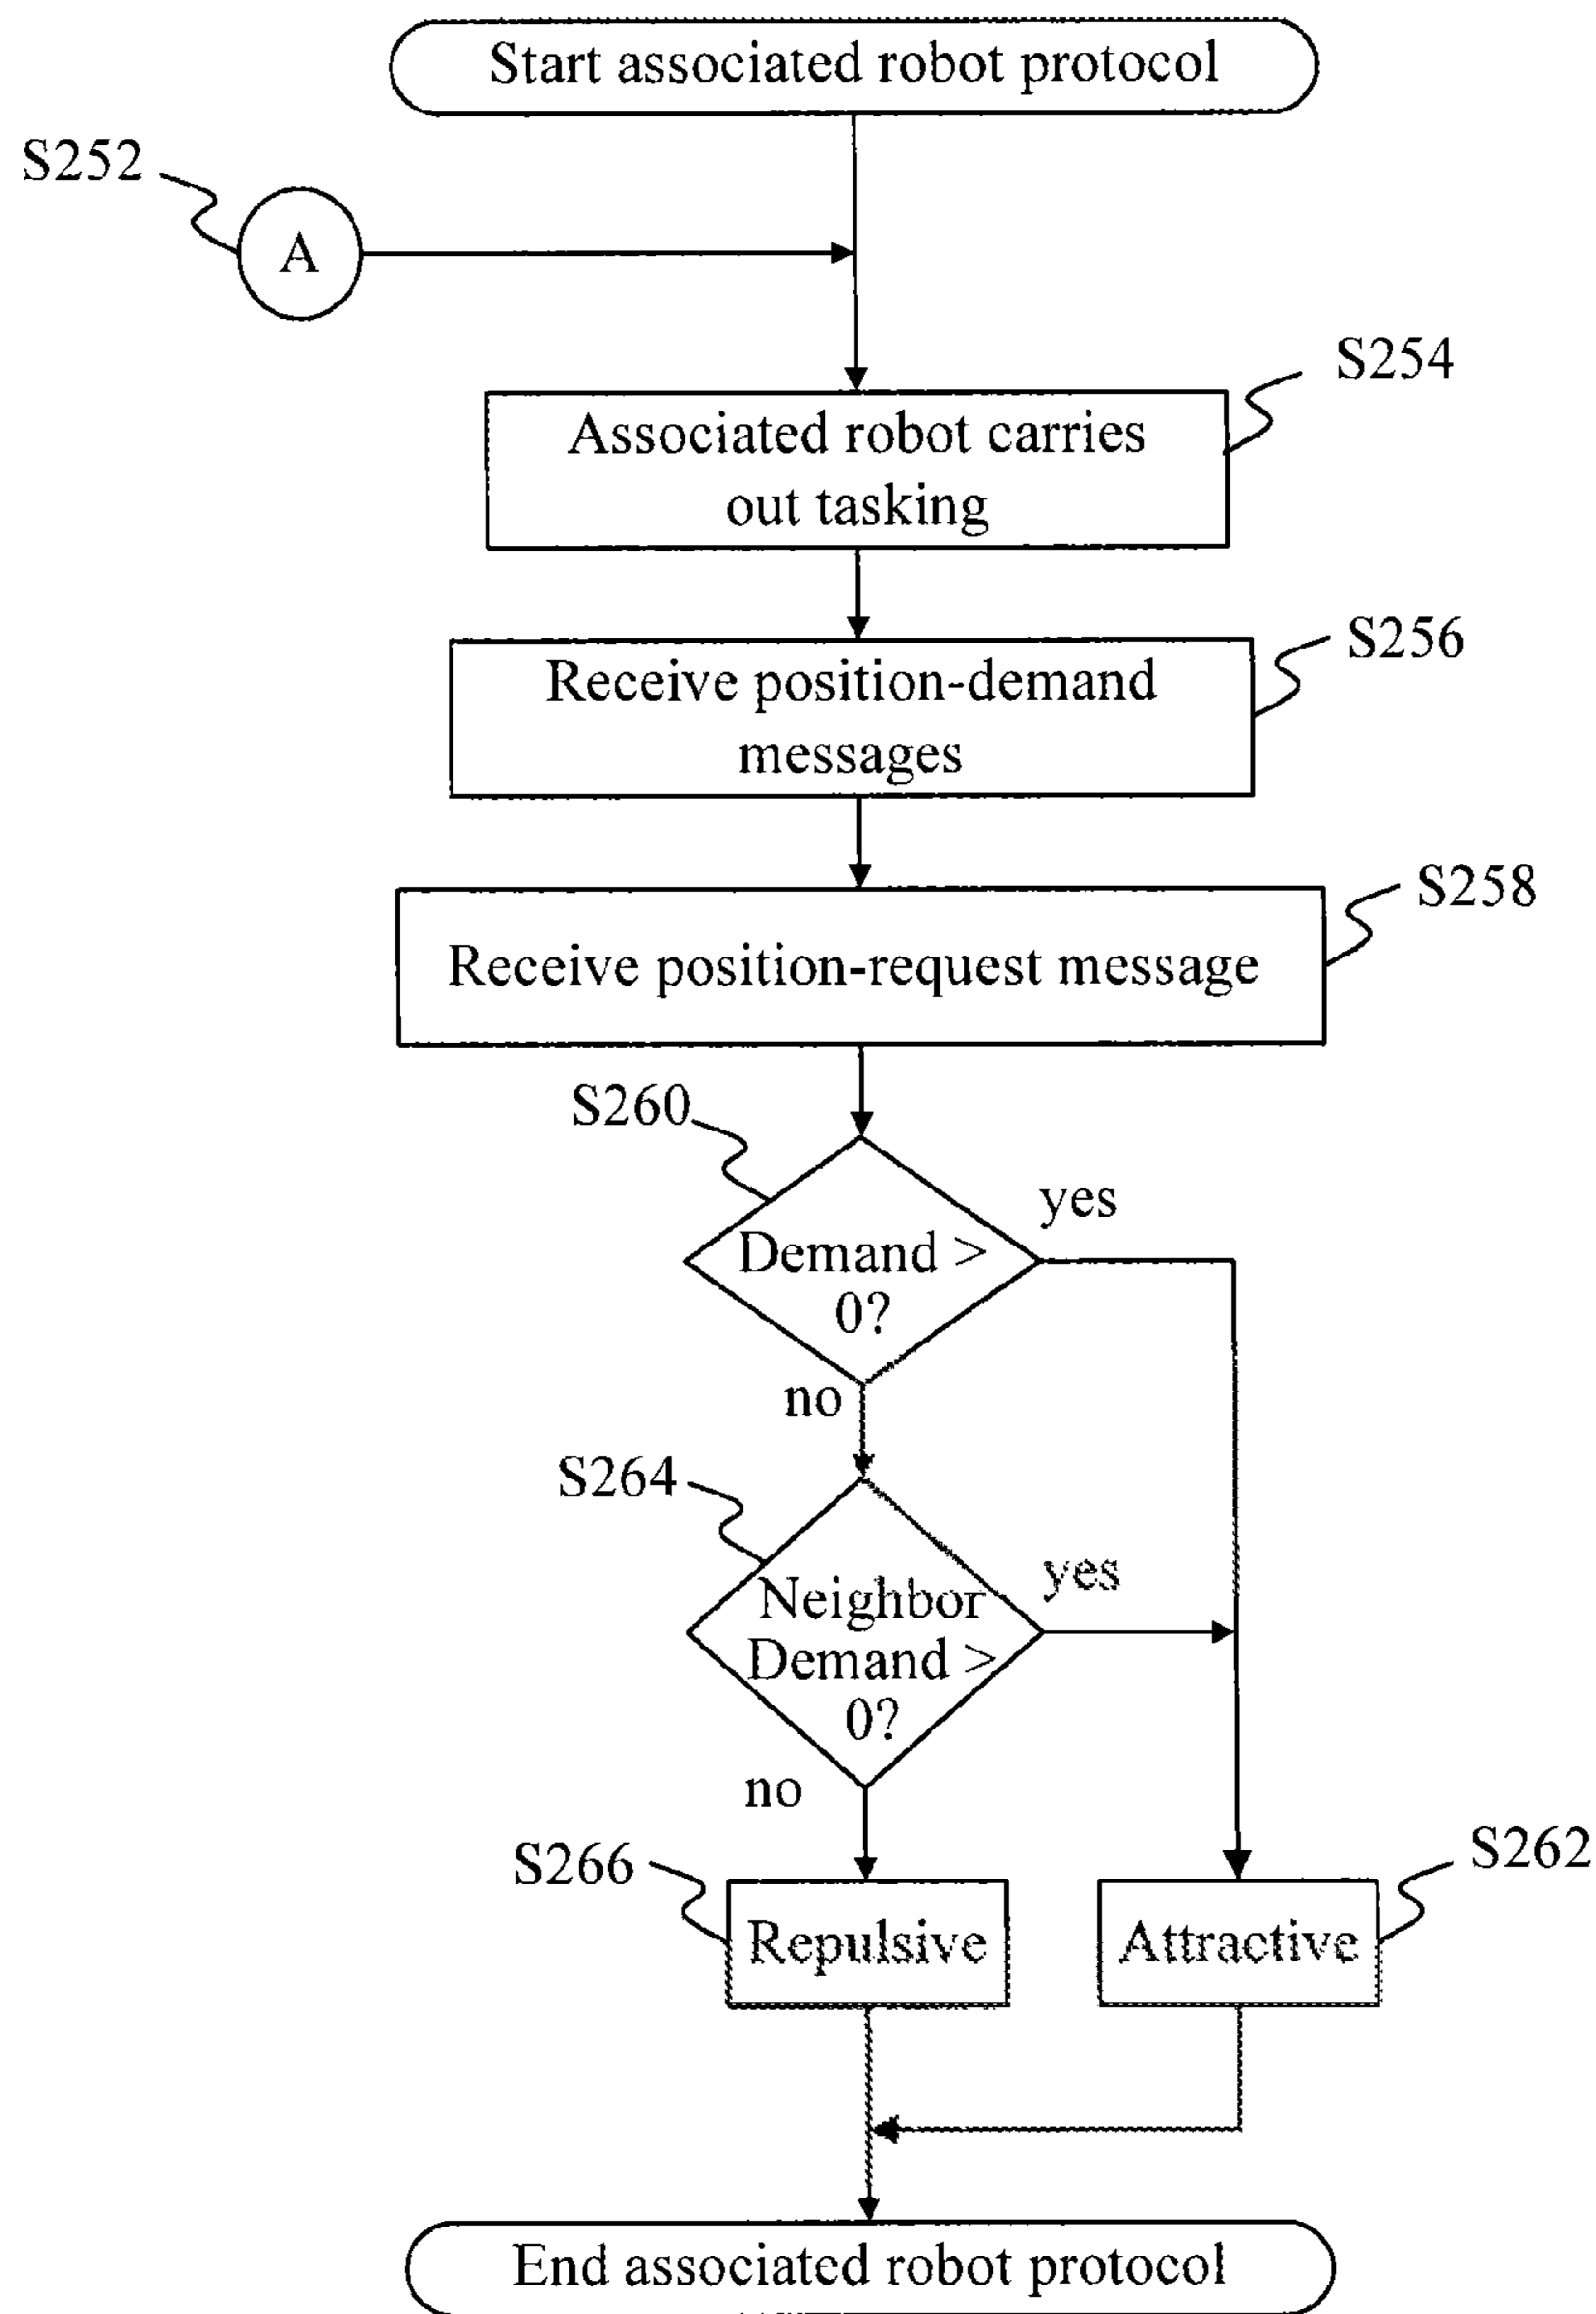 Start associated robot protocol
S252
A
S254
Associated robot carries
out tasking
S256
Receive position-demand
messages
S258
Receive position-request message
S260
yes
Demand >
0?
no
S264
yes
Neighbor
Demand >
0?
no
S266
S262
Repulsive
Attractive
End associated robot protocol